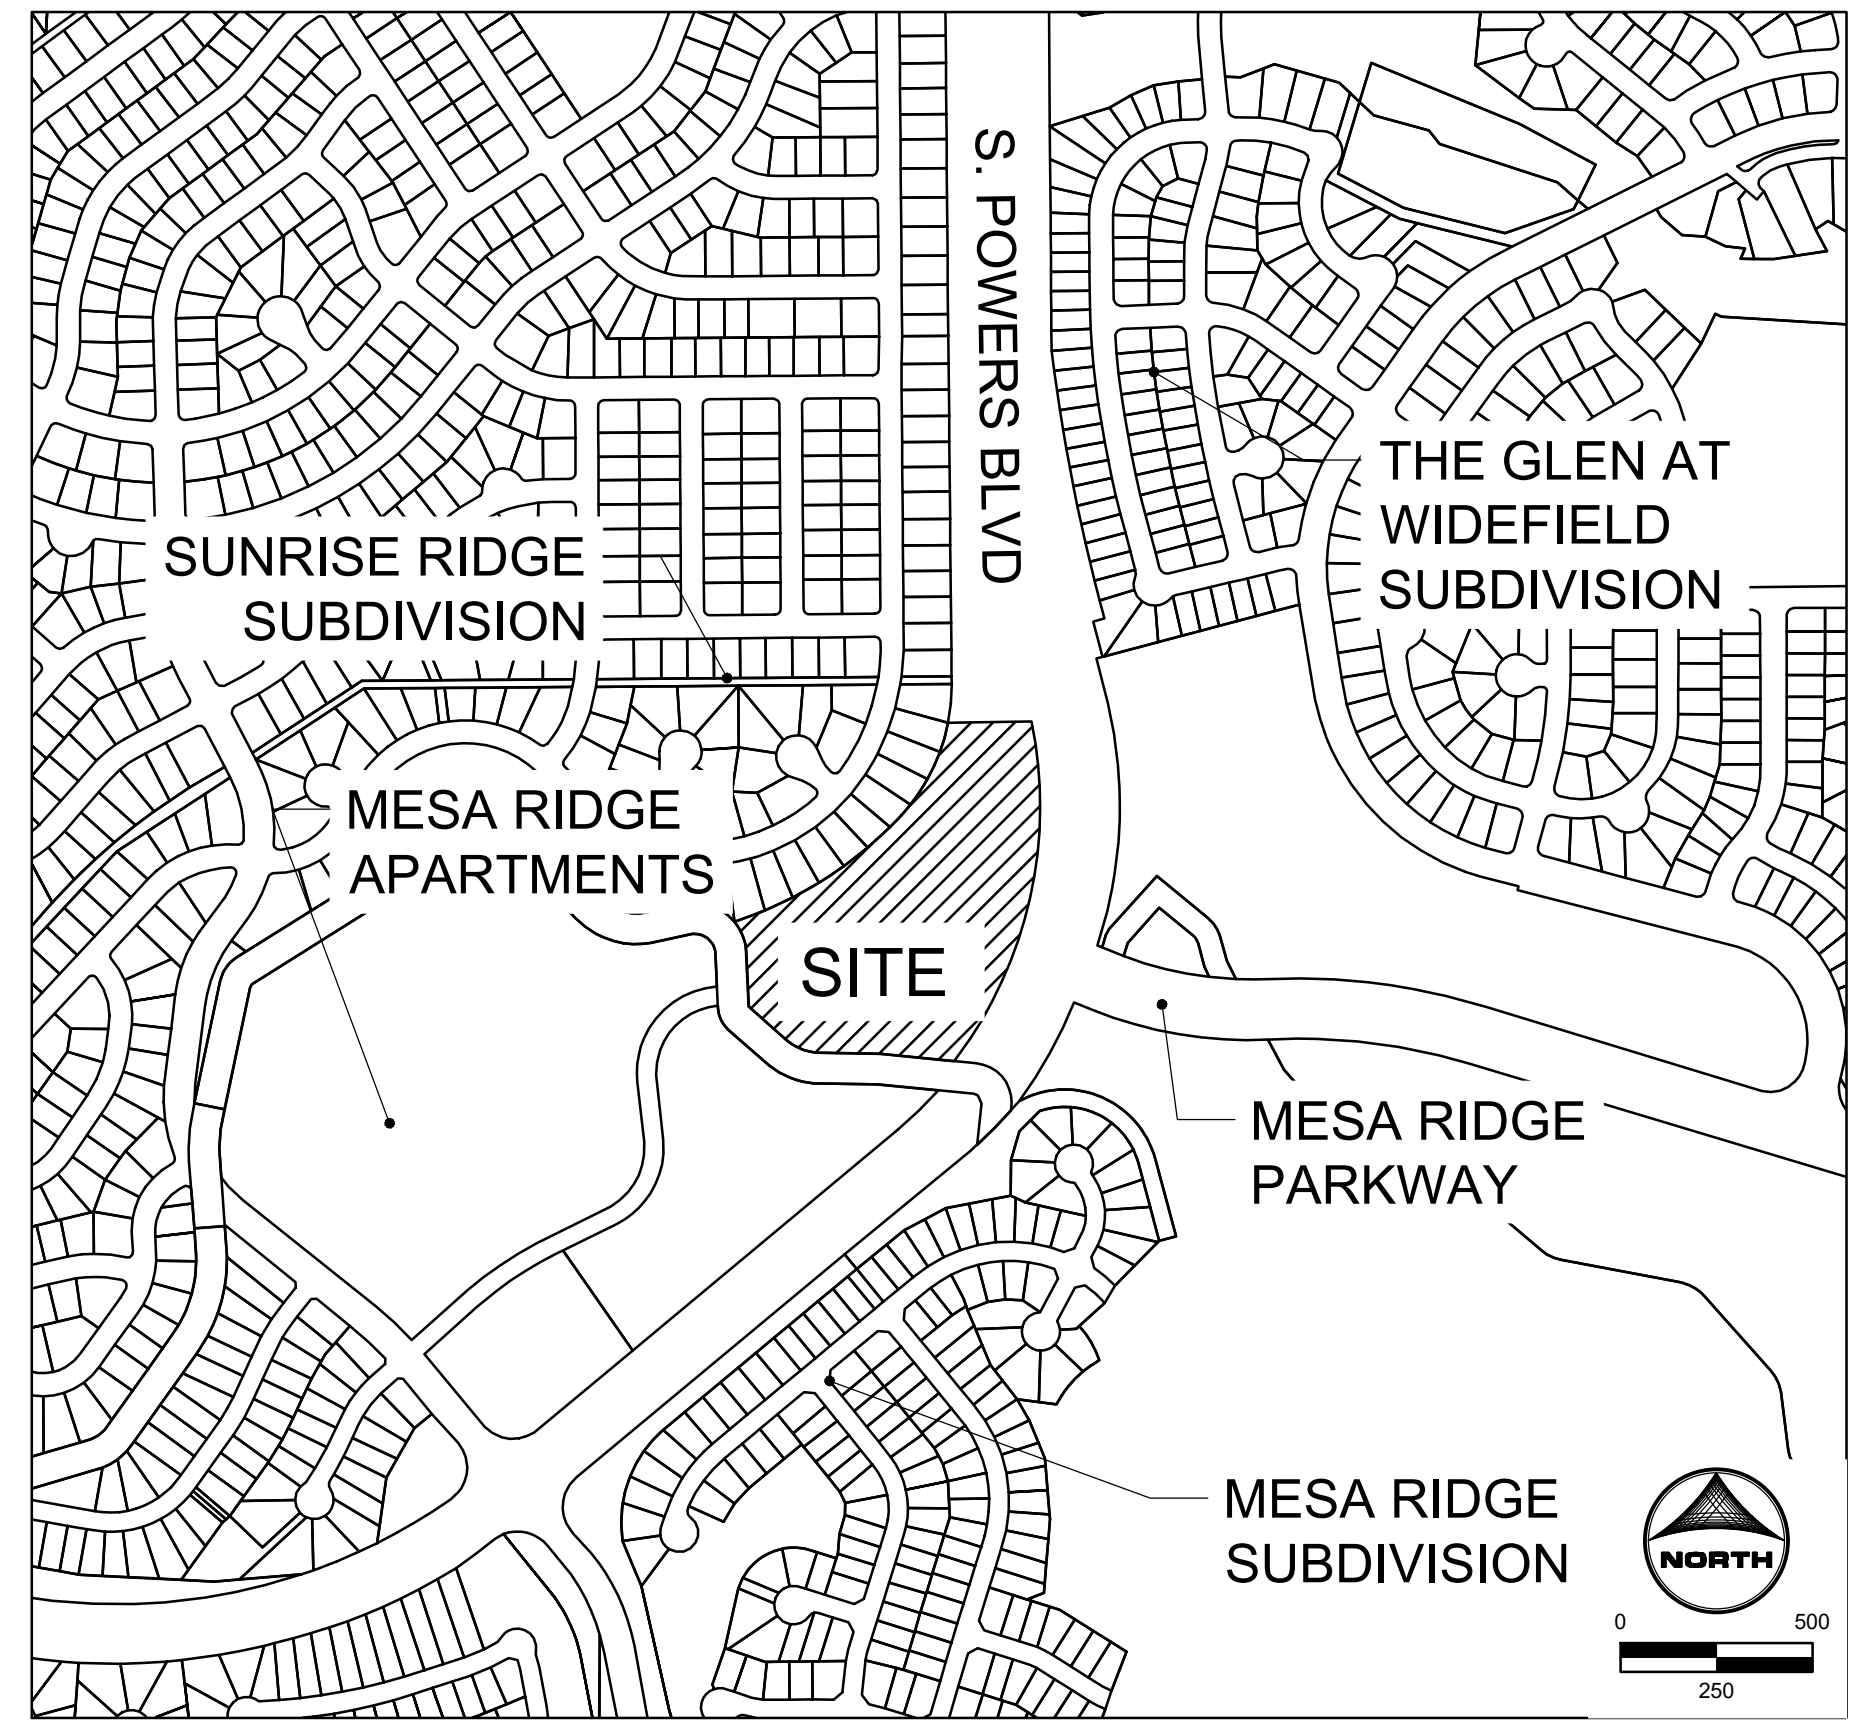 S. POWERS BLVD
THE GLEN AT
WIDEFIELD
SUBDIVISION
SUNRISE RIDGE
SUBDIVISION
MESA RIDGE
APARTMENTS
SITE
MESA RIDGE
PARKWAY
MESA RIDGE
SUBDIVISION
NORTH
0 500
250